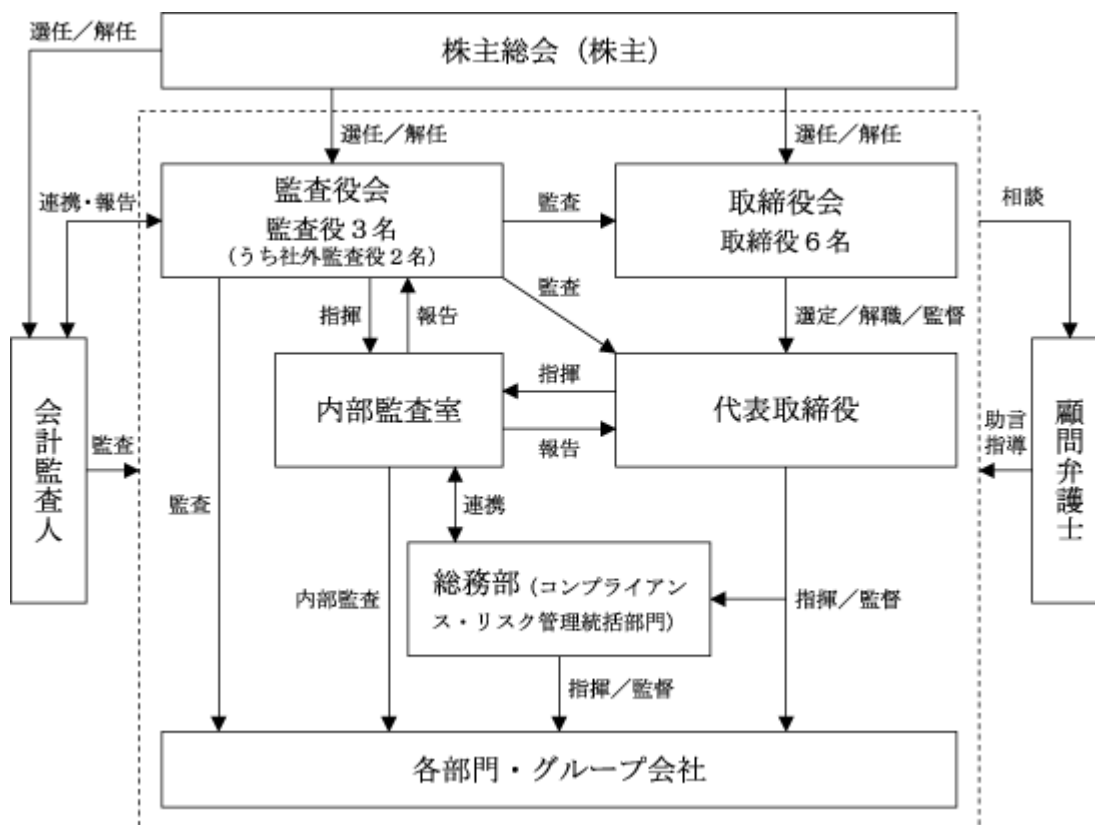 選任／解任
株主総会（株主）
選任／解任
選任／解任
監査役会
監査役３名
（うち社外監査役２名）
監査
取締役会
取締役６名
連携・報告
相談
監査
指揮
報告
選定／解職／監督
会計監査人
内部監査室
指揮
報告
代表取締役
顧問弁護士
監査
助言
指導
監査
連携
総務部（コンプライアン
ス・リスク管理統括部門）
内部監査
指揮／監督
指揮／監督
各部門・グループ会社